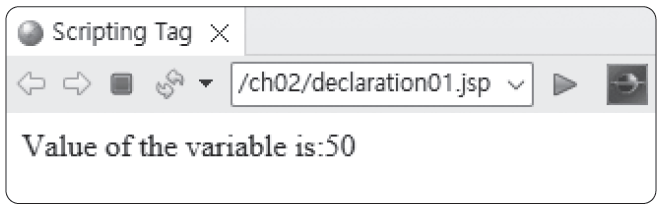 Scripting Tag
/ch02/declaration01.jsp
Value of the variable is:50